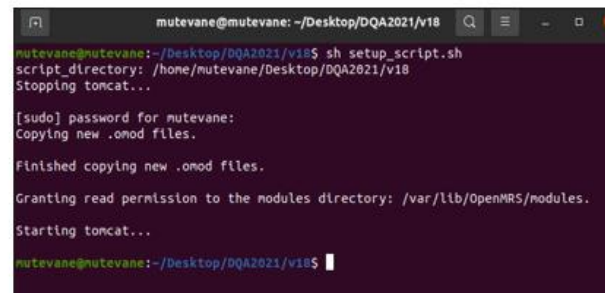 mutevane@mutevane: ~/Desktop/DQA2021/v18
mutevane@mutevane:~/Desktop/DQA2021/v18$ sh setup_script.sh
script_directory: /home/mutevane/Desktop/DQA2021/v18
Stopping tomcat...
[sudo] password for mutevane:
Copying new .omod files.
Finished copying new .omod files.
Granting read permission to the modules directory: /var/lib/OpenMRS/modules.
Starting tomcat...
mutevane@mutevane:~/Desktop/DQA2021/v18$